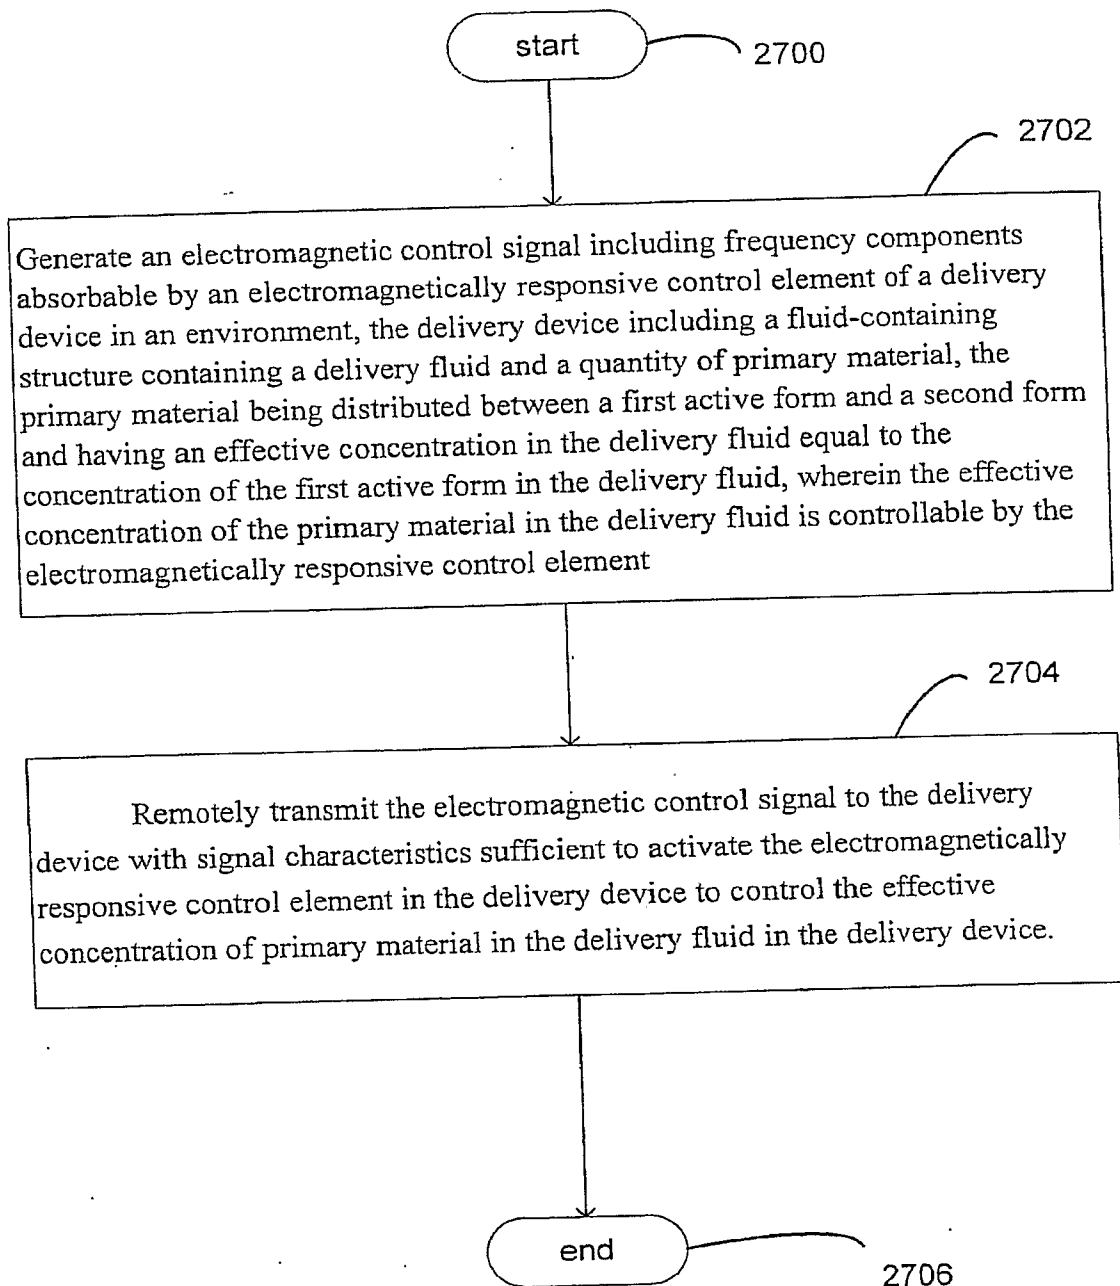 start
2700
2702
Generate an electromagnetic control signal including frequency components
absorbable by an electromagnetically responsive control element of a delivery
device in an environment, the delivery device including a fluid-containing
structure containing a delivery fluid and a quantity of primary material, the
primary material being distributed between a first active form and a second form
and having an effective concentration in the delivery fluid equal to the
concentration of the first active form in the delivery fluid, wherein the effective
concentration of the primary material in the delivery fluid is controllable by the
electromagnetically responsive control element
2704
Remotely transmit the electromagnetic control signal to the delivery
device with signal characteristics sufficient to activate the electromagnetically
responsive control element in the delivery device to control the effective
concentration of primary material in the delivery fluid in the delivery device.
end
2706